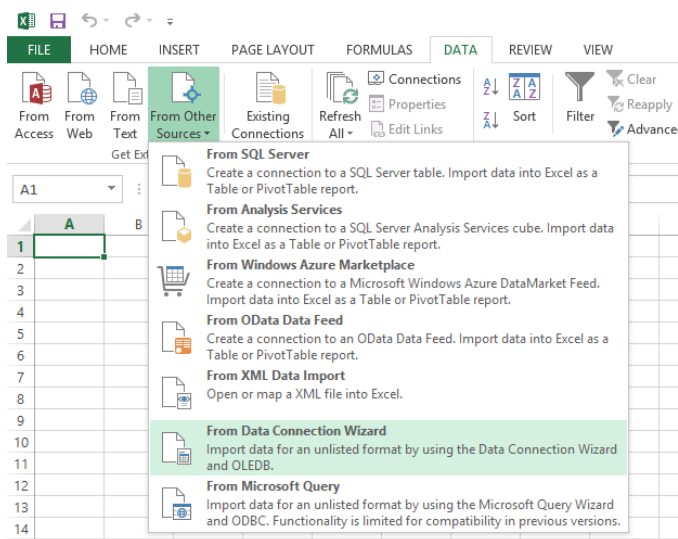 FILE HOME INSERT PAGE LAYOUT FORMULAS DATA REVIEW VIEW
From Access
From Web
From Text
From Other Sources
Existing Connections
Refresh All
Connections
Properties
Edit Links
Sort
Filter
Clear
Reapply
Advance
Get Ext
A1
From SQL Server
Create a connection to a SQL Server table. Import data into Excel as a
Table or PivotTable report.
From Analysis Services
Create a connection to a SQL Server Analysis Services cube. Import data
into Excel as a Table or PivotTable report.
From Windows Azure Marketplace
Create a connection to a Microsoft Windows Azure DataMarket Feed.
Import data into Excel as a Table or PivotTable report.
From OData Data Feed
Create a connection to an OData Data Feed. Import data into Excel as a
Table or PivotTable report.
From XML Data Import
Open or map a XML file into Excel.
From Data Connection Wizard
Import data for an unlisted format by using the Data Connection Wizard
and OLEDB.
From Microsoft Query
Import data for an unlisted format by using the Microsoft Query Wizard
and ODBC. Functionality is limited for compatibility in previous versions.
A B
1
2
3
4
5
6
7
8
9
10
11
12
13
14